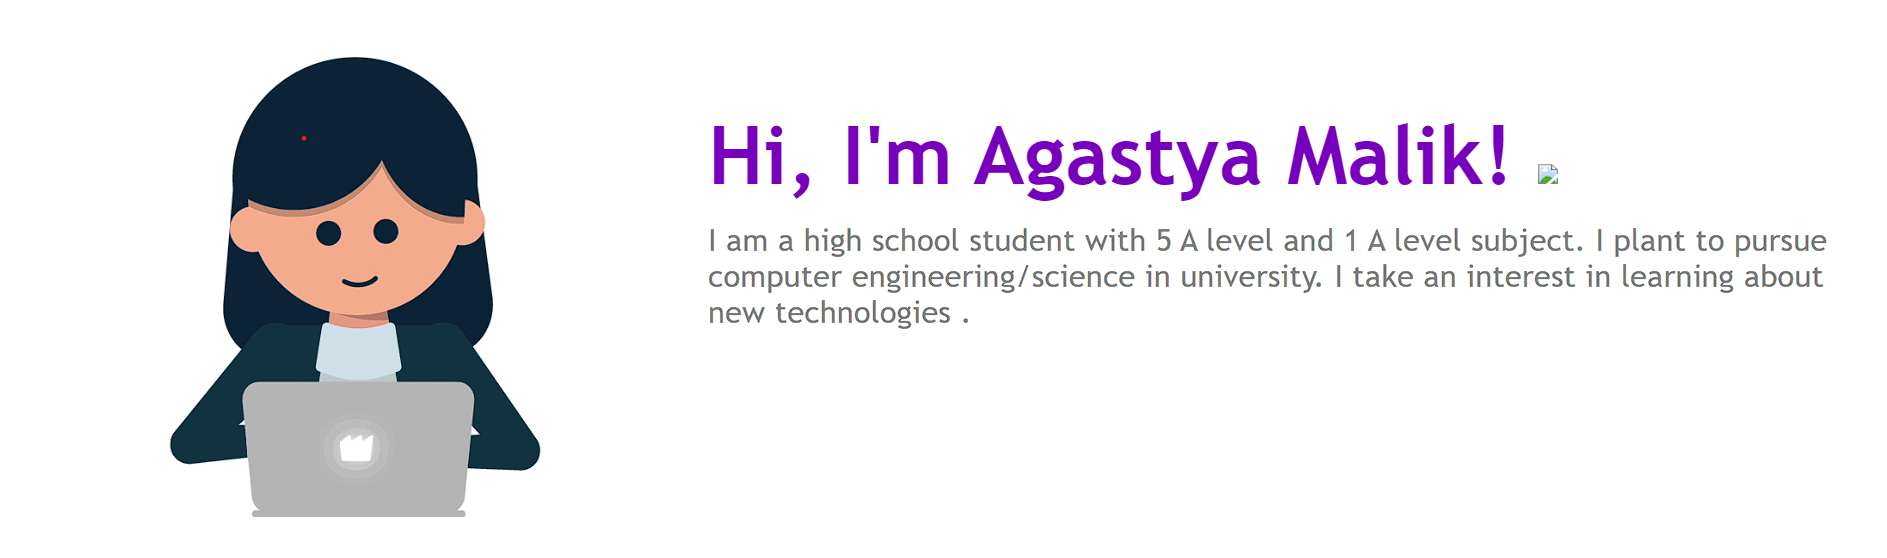 Hi, I'm Agastya Malik!
I am a high school student with 5 A level and 1 A level subject. I plant to pursue
computer engineering/science in university. I take an interest in learning about
new technologies .